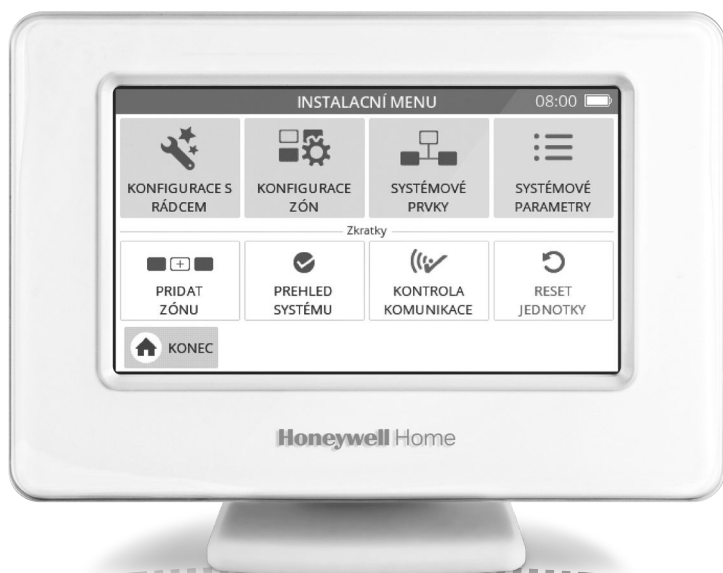 INSTALACNÍ MENU 08:00
KONFIGURACE S
RÁDCEM
KONFIGURACE
ZÓN
SYSTÉMOVÉ
PRVKY
SYSTÉMOVÉ
PARAMETRY
Zkratky
PRIDAT
ZÓNU
PREHLED
SYSTÉMU
KONTROLA
KOMUNIKACE
RESET
JEDNOTKY
KONEC
Honeywell Home